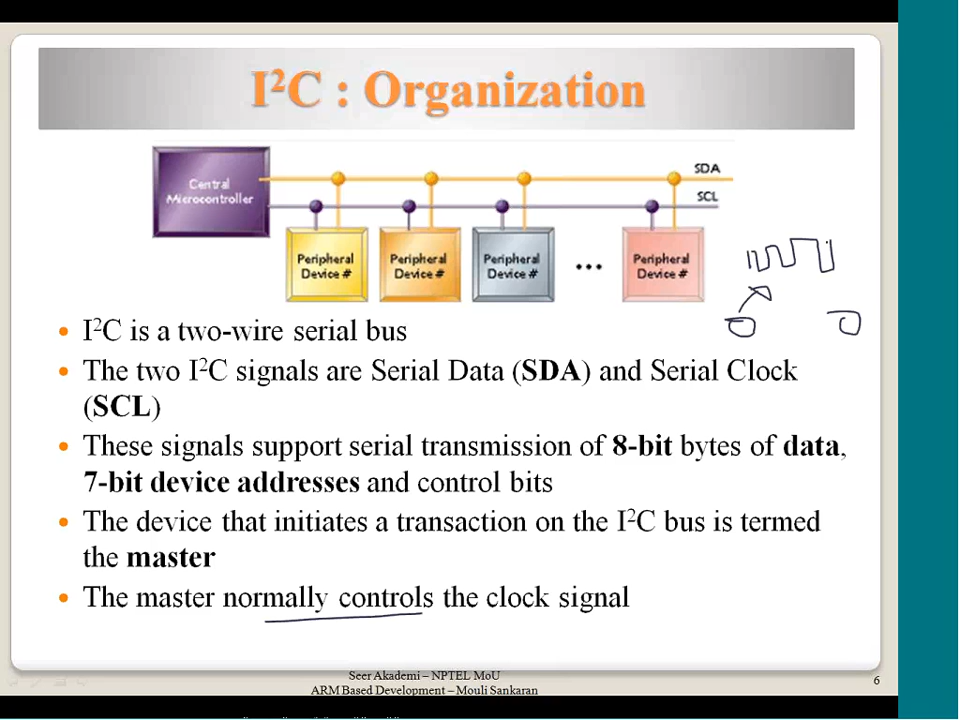 I²C : Organization
SDA
SCL
Central
Microcontroller
Peripheral
Device #
Peripheral
Device #
Peripheral
Device #
•••
Peripheral
Device #
• I²C is a two-wire serial bus
• The two I²C signals are Serial Data (SDA) and Serial Clock
(SCL)
• These signals support serial transmission of 8-bit bytes of data,
7-bit device addresses and control bits
• The device that initiates a transaction on the I²C bus is termed
the master
• The master normally controls the clock signal
Seer Akademi – NPTEL MoU
ARM Based Development – Mouli Sankaran
6